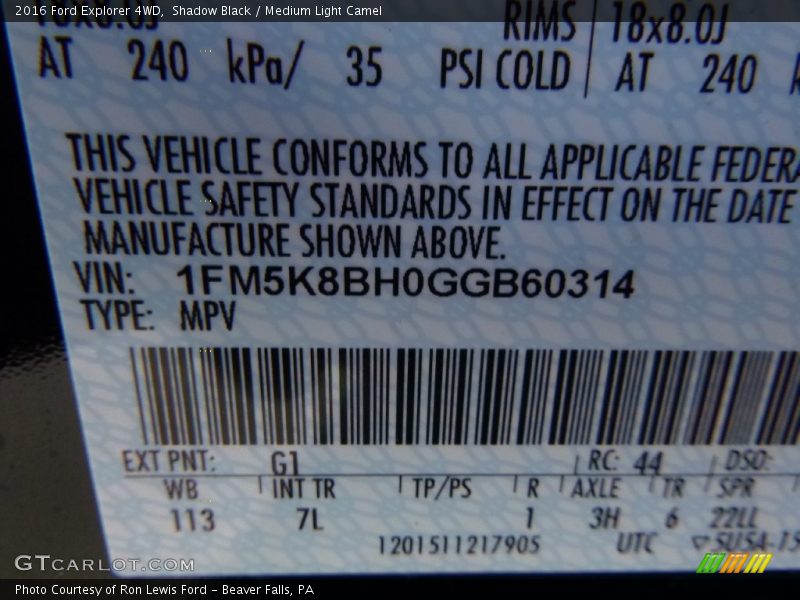 2016 Ford Explorer 4WD, Shadow Black / Medium Light Camel
RIMS 18x8.0J
AT 240 kPa/ 35 PSI COLD AT 240
THIS VEHICLE CONFORMS TO ALL APPLICABLE FEDERA
VEHICLE SAFETY STANDARDS IN EFFECT ON THE DATE
MANUFACTURE SHOWN ABOVE.
VIN: 1FM5K8BH0GGB60314
TYPE: MPV
EXT PNT: G1 RC: 44 DSO:
WB INT TR TP/PS R AXLE TR SPR
113 7L 1 3H 6 22LL
1201511217905 UTC
GTCARLOT.COM
Photo Courtesy of Ron Lewis Ford - Beaver Falls, PA